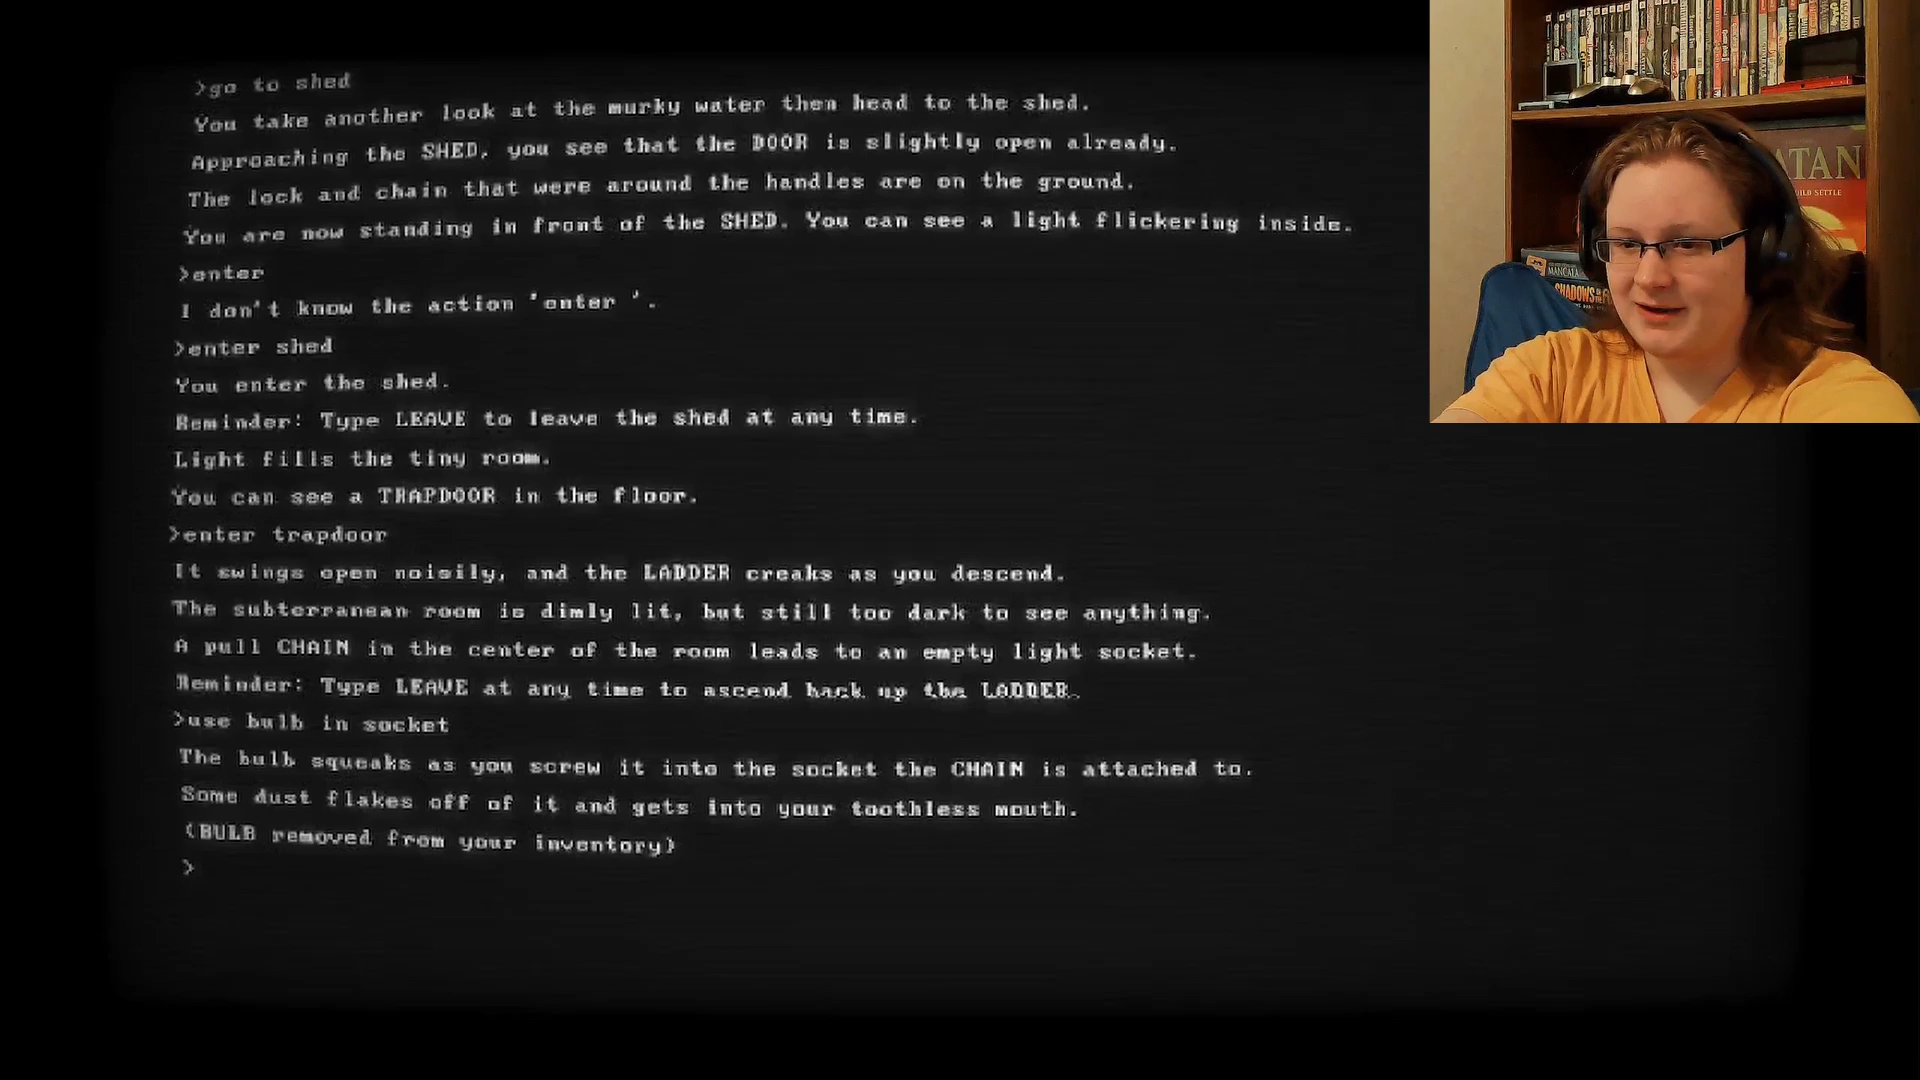 >go to shed
You take another look at the murky water then head to the shed.
Approaching the SHED, you see that the DOOR is slightly open already.
The lock and chain that were around the handles are on the ground.
You are now standing in front of the SHED. You can see a light flickering inside.
>enter
I don't know the action 'enter '.
>enter shed
You enter the shed.
Reminder: Type LEAVE to leave the shed at any time.
Light fills the tiny room.
You can see a TRAPDOOR in the floor.
>enter trapdoor
It swings open noisily, and the LADDER creaks as you descend.
The subterranean room is dimly lit, but still too dark to see anything.
A pull CHAIN in the center of the room leads to an empty light socket.
Reminder: Type LEAVE at any time to ascend back up the LADDER.
>use bulb in socket
The bulb squeaks as you screw it into the socket the CHAIN is attached to.
Some dust flakes off of it and gets into your toothless mouth.
(BULB removed from your inventory)
>
ATAN
MANCALA
SHADOWS